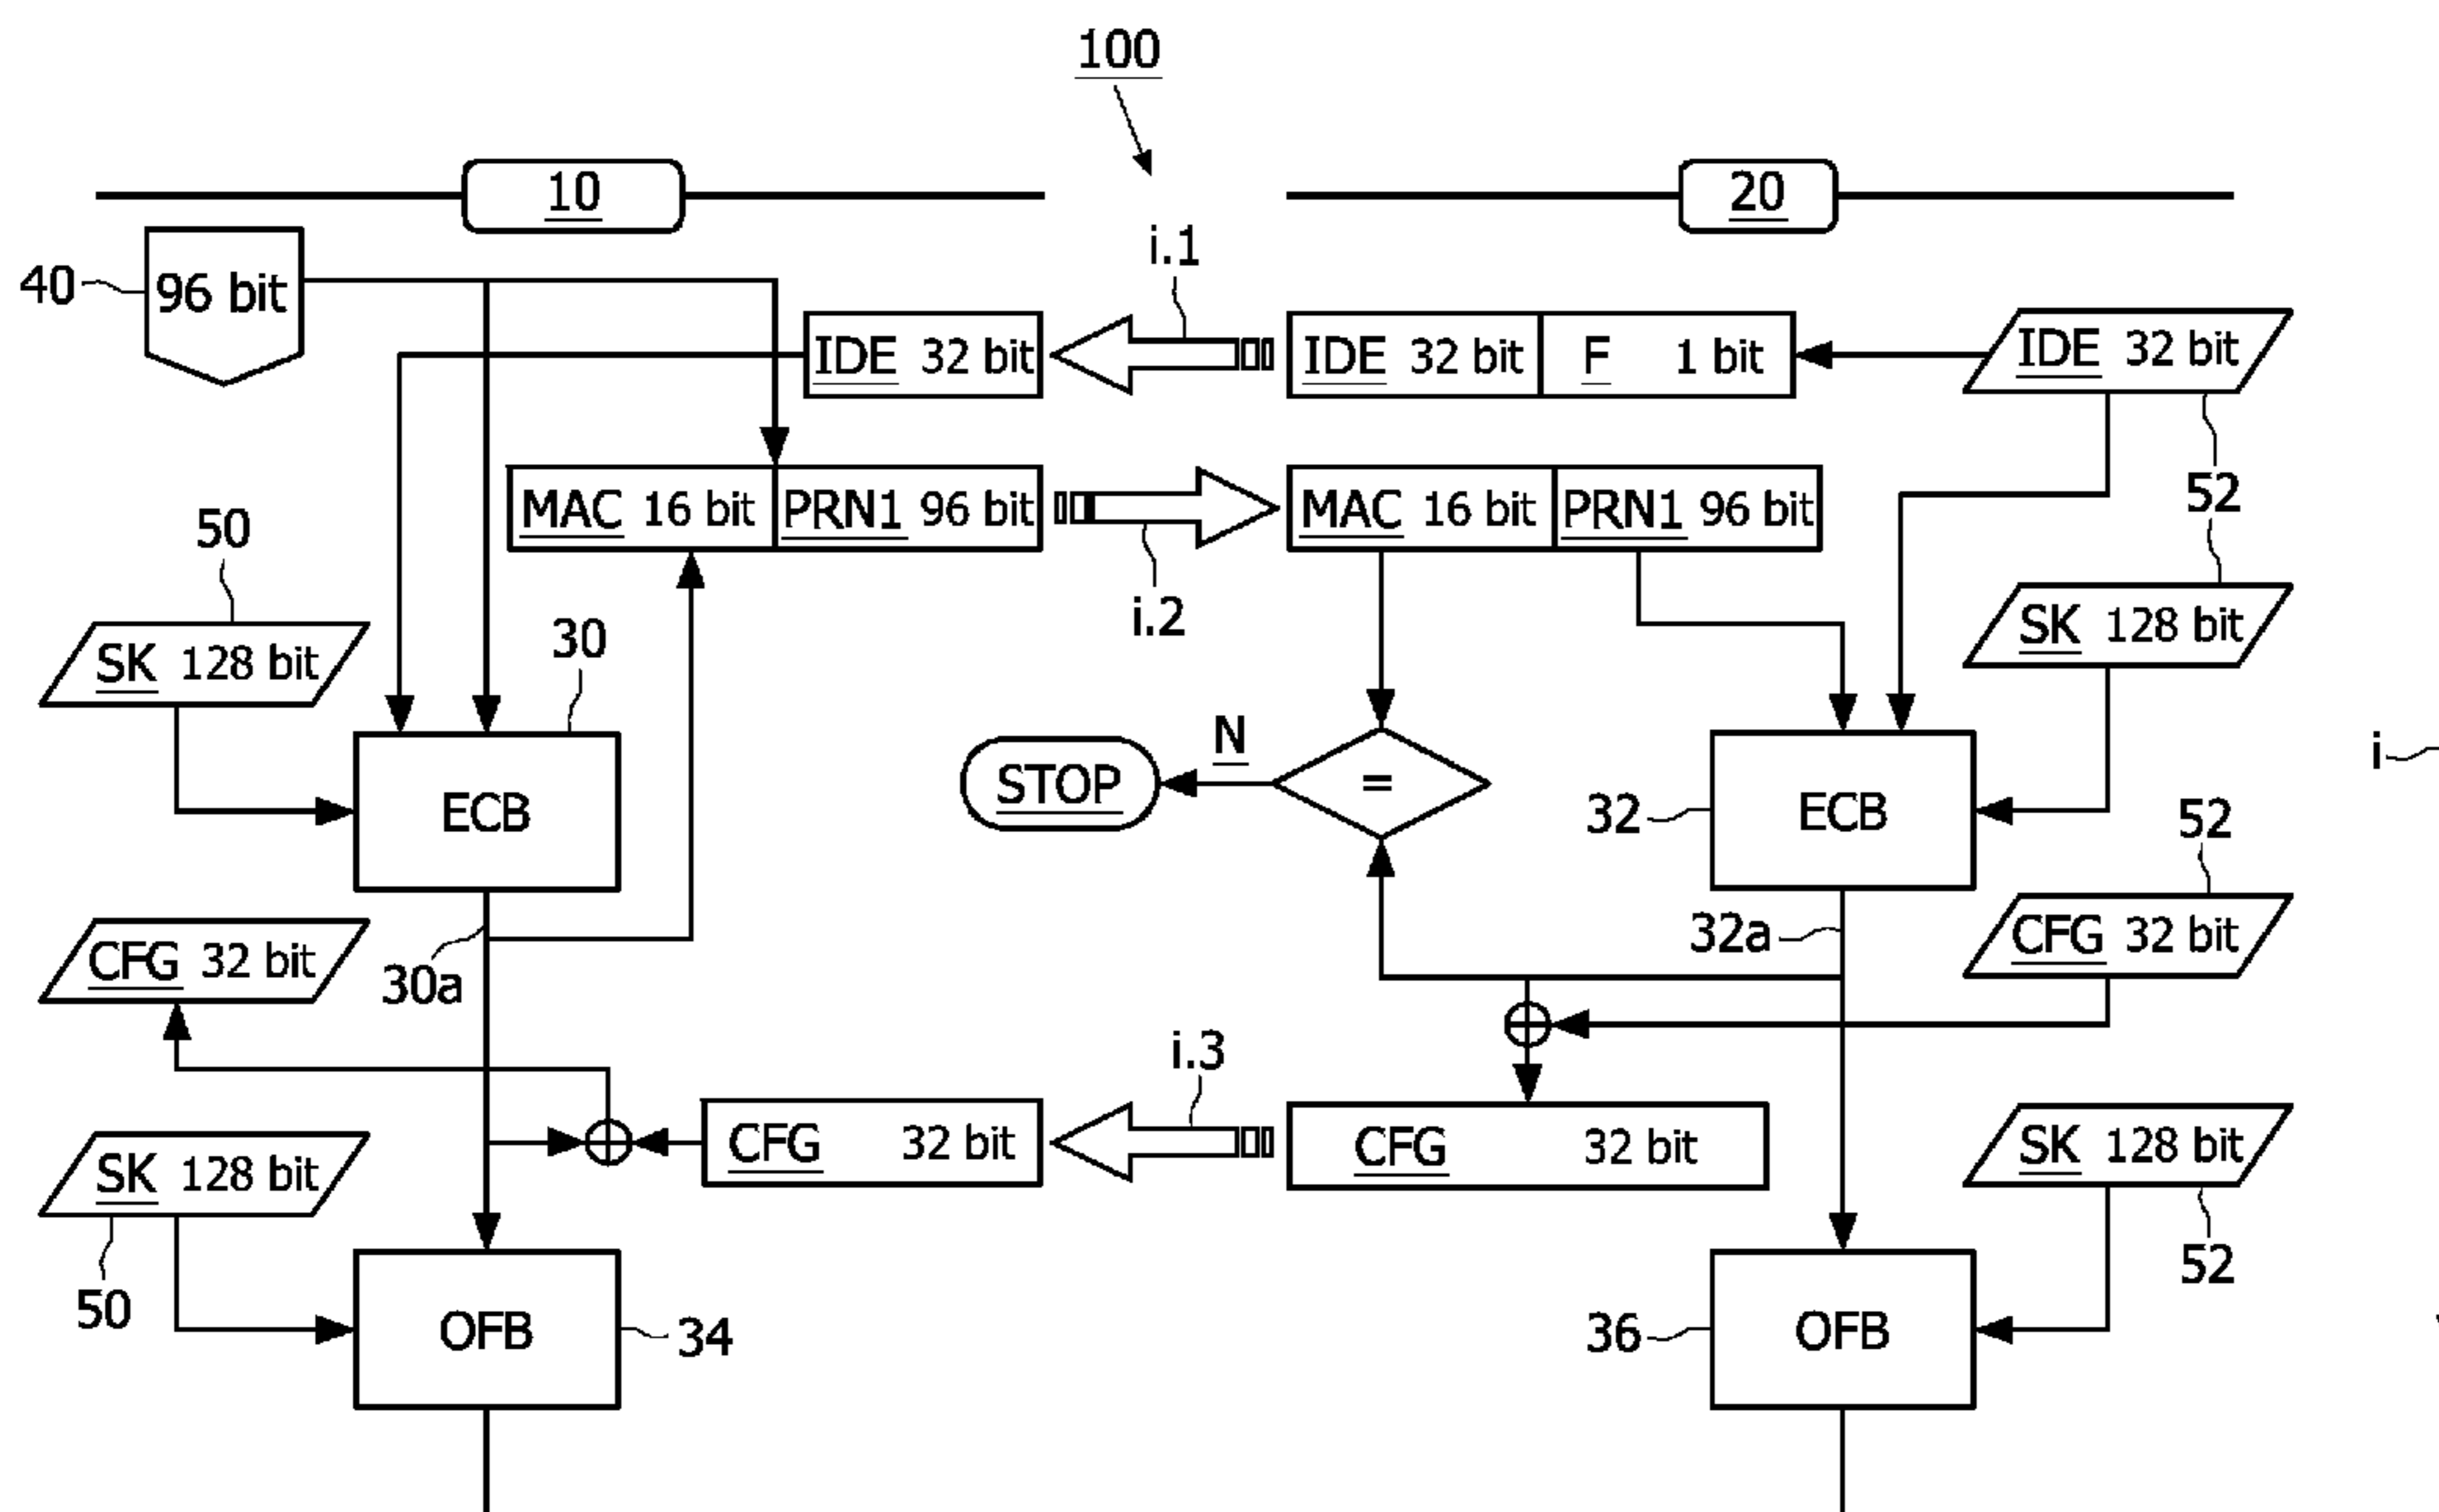 100
10
20
i.1
40
96 bit
IDE 32 bit
IDE 32 bit
F 1 bit
IDE 32 bit
MAC 16 bit
PRN1 96 bit
MAC 16 bit
PRN1 96 bit
52
50
i.2
SK 128 bit
SK 128 bit
30
N
STOP
=
i
ECB
32
ECB
52
CFG 32 bit
30a
32a
CFG 32 bit
i.3
CFG 32 bit
CFG 32 bit
SK 128 bit
SK 128 bit
50
OFB
34
36
OFB
52